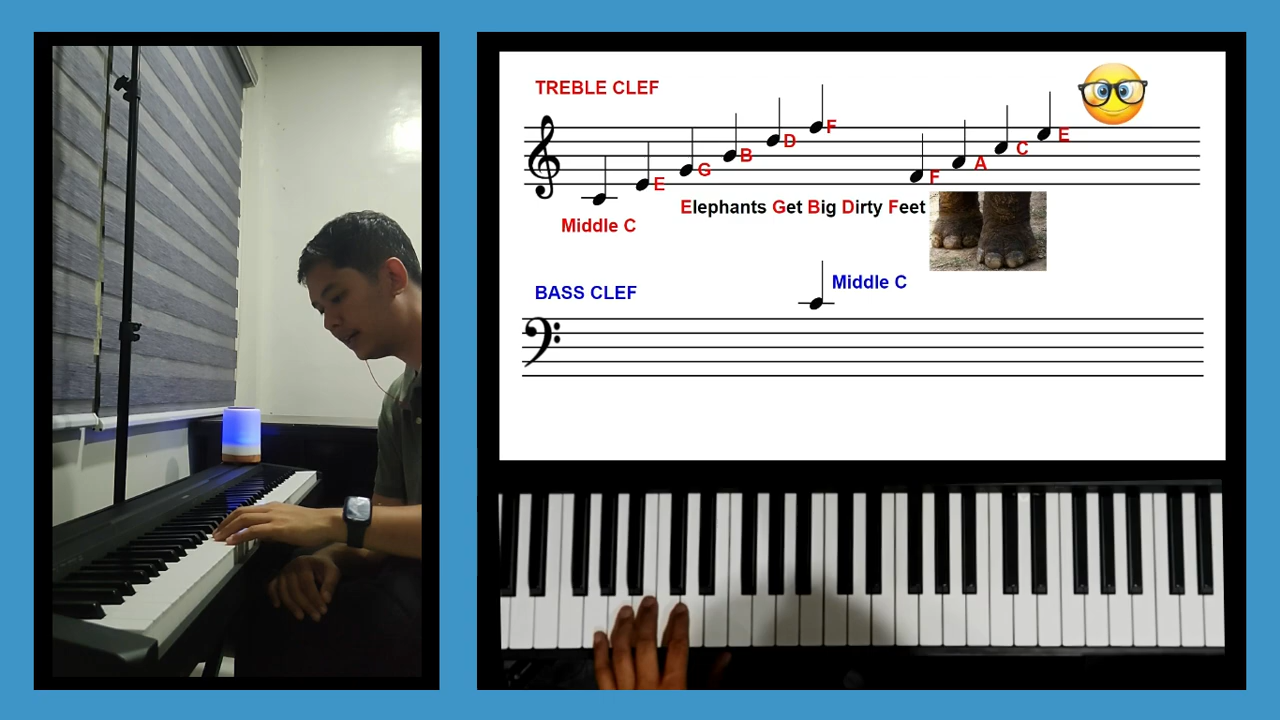 TREBLE CLEF
E G B D F
F A C E
Middle C
Elephants Get Big Dirty Feet
BASS CLEF
Middle C